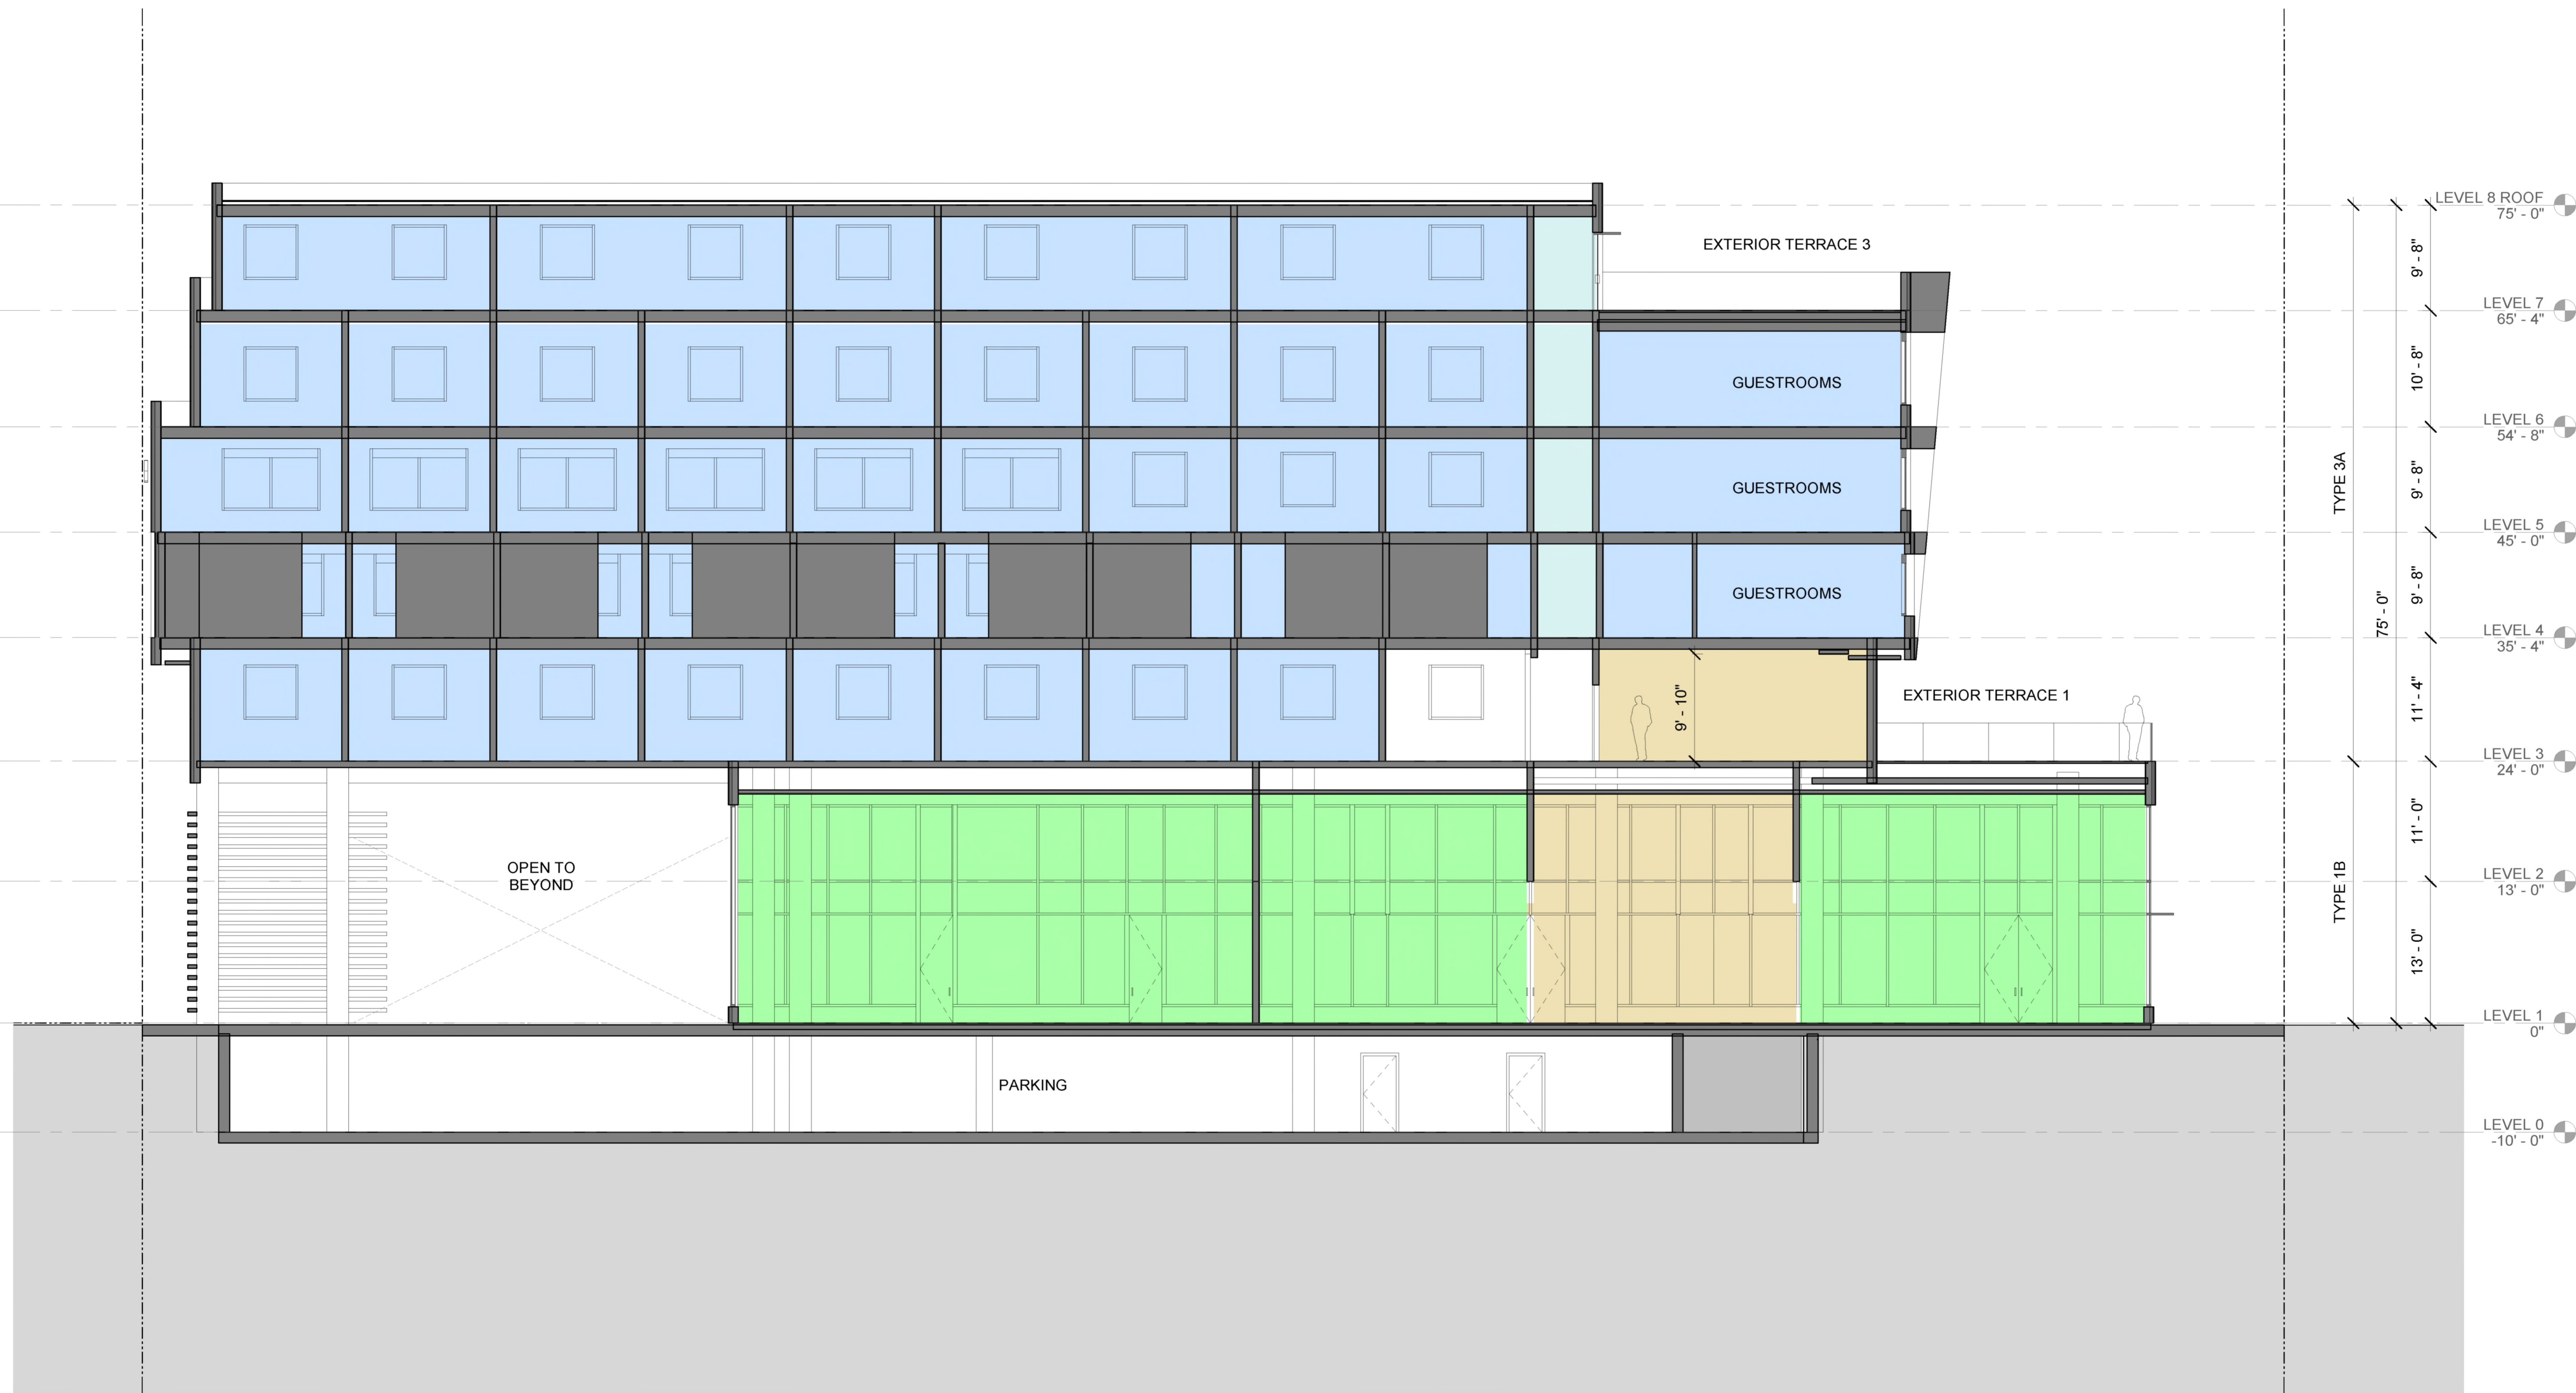 LEVEL 8 ROOF
75' - 0"
EXTERIOR TERRACE 3
9' - 8"
LEVEL 7
65' - 4"
GUESTROOMS
10' - 8"
LEVEL 6
54' - 8"
GUESTROOMS
TYPE 3A
9' - 8"
LEVEL 5
45' - 0"
GUESTROOMS
75' - 0"
9' - 8"
LEVEL 4
35' - 4"
9' - 10"
EXTERIOR TERRACE 1
11' - 4"
LEVEL 3
24' - 0"
OPEN TO
BEYOND
TYPE 1B
11' - 0"
LEVEL 2
13' - 0"
13' - 0"
LEVEL 1
0"
PARKING
LEVEL 0
-10' - 0"